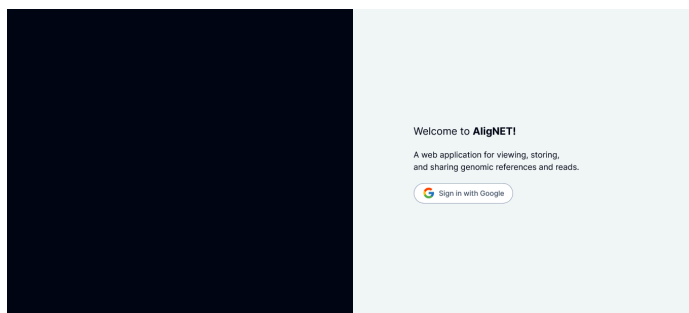 Welcome to AligNET!
A web application for viewing, storing,
and sharing genomic references and reads.
Sign in with Google